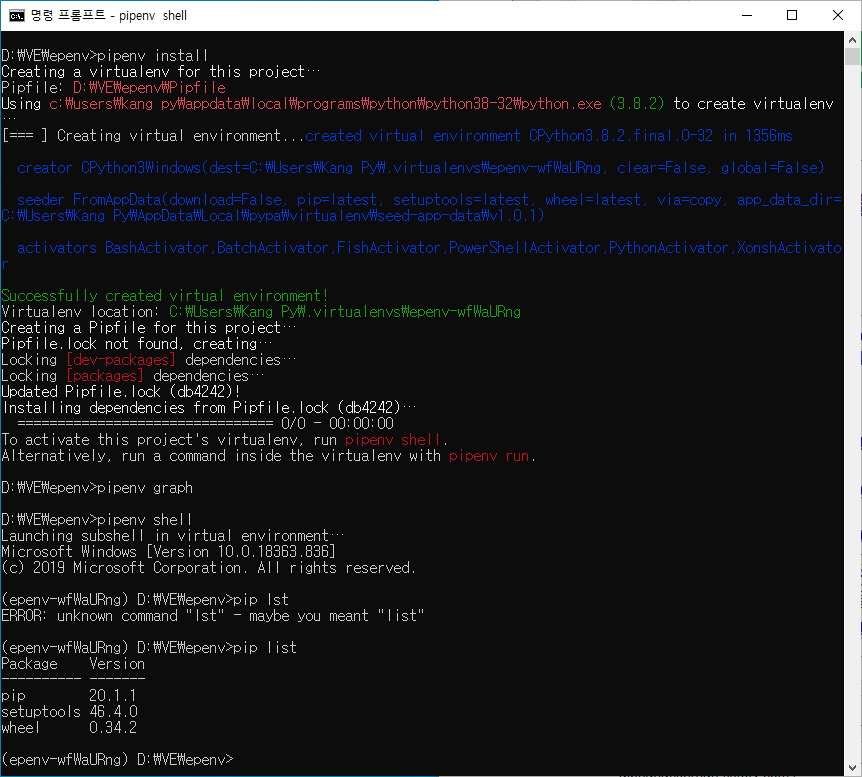 명령 프롬프트 - pipenv shell
D:₩VE₩epenv>pipenv install
Creating a virtualenv for this project…
Pipfile: D:₩VE₩epenv₩Pipfile
Using c:₩users₩kang py₩appdata₩local₩programs₩python₩python38-32₩python.exe (3.8.2) to create virtualenv
…
[=== ] Creating virtual environment...created virtual environment CPython3.8.2.final.0-32 in 1356ms
creator CPython3Windows(dest=C:₩Users₩Kang Py₩.virtualenvs₩epenv-wfWaURng, clear=False, global=False)
seeder FromAppData(download=False, pip=latest, setuptools=latest, wheel=latest, via=copy, app_data_dir=
C:₩Users₩Kang Py₩AppData₩Local₩pypa₩virtualenv₩seed-app-data₩v1.0.1)
activators BashActivator,BatchActivator,FishActivator,PowerShellActivator,PythonActivator,XonshActivato
r
Successfully created virtual environment!
Virtualenv location: C:₩Users₩Kang Py₩.virtualenvs₩epenv-wfWaURng
Creating a Pipfile for this project…
Pipfile.lock not found, creating…
Locking [dev-packages] dependencies…
Locking [packages] dependencies…
Updated Pipfile.lock (db4242)!
Installing dependencies from Pipfile.lock (db4242)…
================================ 0/0 - 00:00:00
To activate this project's virtualenv, run pipenv shell.
Alternatively, run a command inside the virtualenv with pipenv run.
D:₩VE₩epenv>pipenv graph
D:₩VE₩epenv>pipenv shell
Launching subshell in virtual environment…
Microsoft Windows [Version 10.0.18363.836]
(c) 2019 Microsoft Corporation. All rights reserved.
(epenv-wfWaURng) D:₩VE₩epenv>pip lst
ERROR: unknown command "lst" - maybe you meant "list"
(epenv-wfWaURng) D:₩VE₩epenv>pip list
Package    Version
---------- -------
pip        20.1.1
setuptools 46.4.0
wheel      0.34.2
(epenv-wfWaURng) D:₩VE₩epenv>